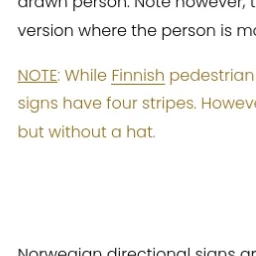 drawn person. Note however, t
version where the person is mo
NOTE: While Finnish pedestrian
signs have four stripes. Howeve
but without a hat.
Norwegian directional signs ar